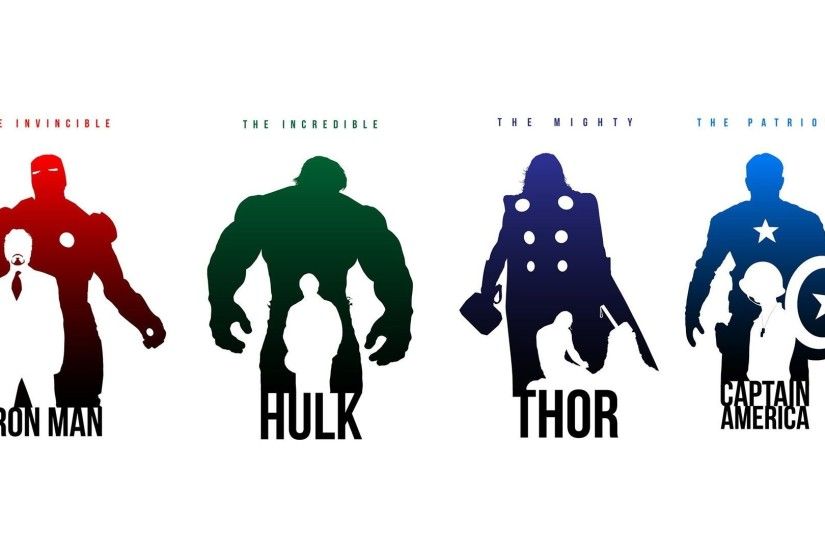 E INVINCIBLE
RON MAN
THE INCREDIBLE
HULK
THE MIGHTY
THOR
THE PATRIO
CAPTAIN
AMERICA